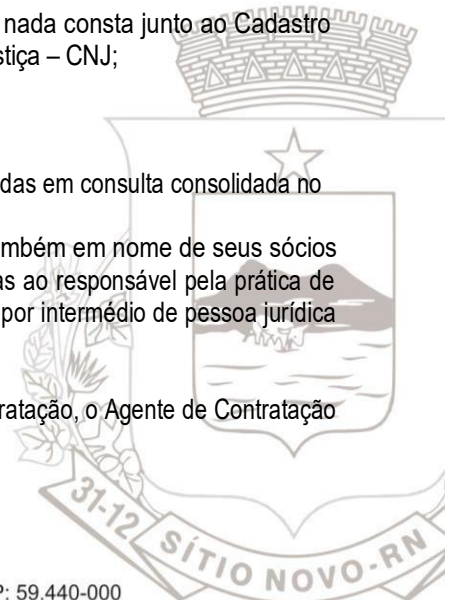 nada consta junto ao Cadastro
stiça – CNJ;
das em consulta consolidada no
ambém em nome de seus sócios
as ao responsável pela prática de
por intermédio de pessoa jurídica
ratação, o Agente de Contratação
31-12 SÍTIO NOVO-RN
P: 59.440-000